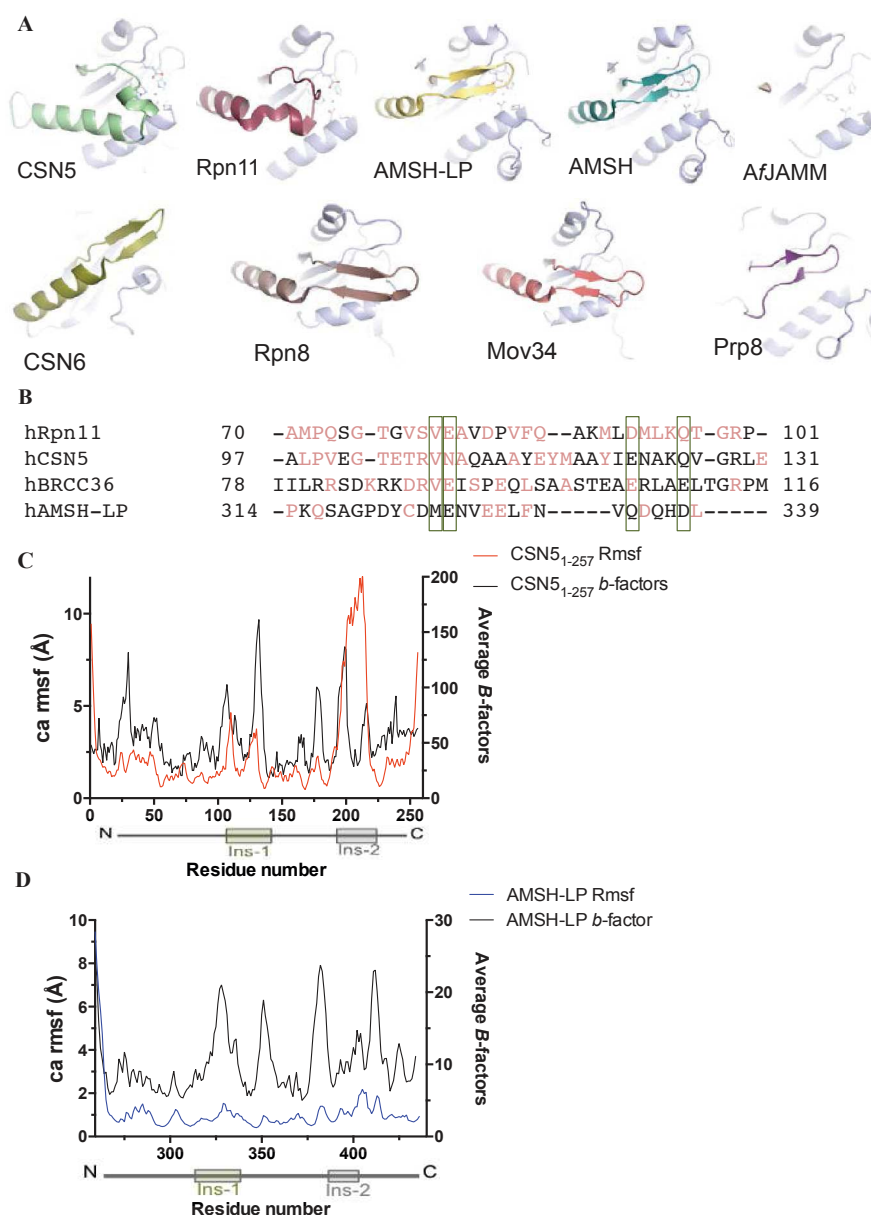 A
CSN5
Rpn11
AMSH-LP
AMSH
AfJAMM
CSN6
Rpn8
Mov34
Prp8
B
hRpn11 70 -AMPQSG-TGVSVEAVDPVFQ--AKMLDMLKQT-GRP- 101
hCSN5 97 -ALPVEG-TETRVNAQAAAYEYMAAYIENAKQV-GRLE 131
hBRCC36 78 IILRRSDKRKDRVEISPEQLSAASTEAERLAELTGRPM 116
hAMSH-LP 314 -PKQSAGPDYCDMENVEELFN-----VQDQHDL----- 339
C
CSN51-257 Rmsf
CSN51-257 b-factors
ca rmsf (Å)
Average B-factors
10
5
0
200
150
100
50
0
0 50 100 150 200 250
N C
Ins-1 Ins-2
Residue number
D
AMSH-LP Rmsf
AMSH-LP b-factor
ca rmsf (Å)
Average B-factors
10
8
6
4
2
0
30
20
10
0
300 350 400
N C
Ins-1 Ins-2
Residue number